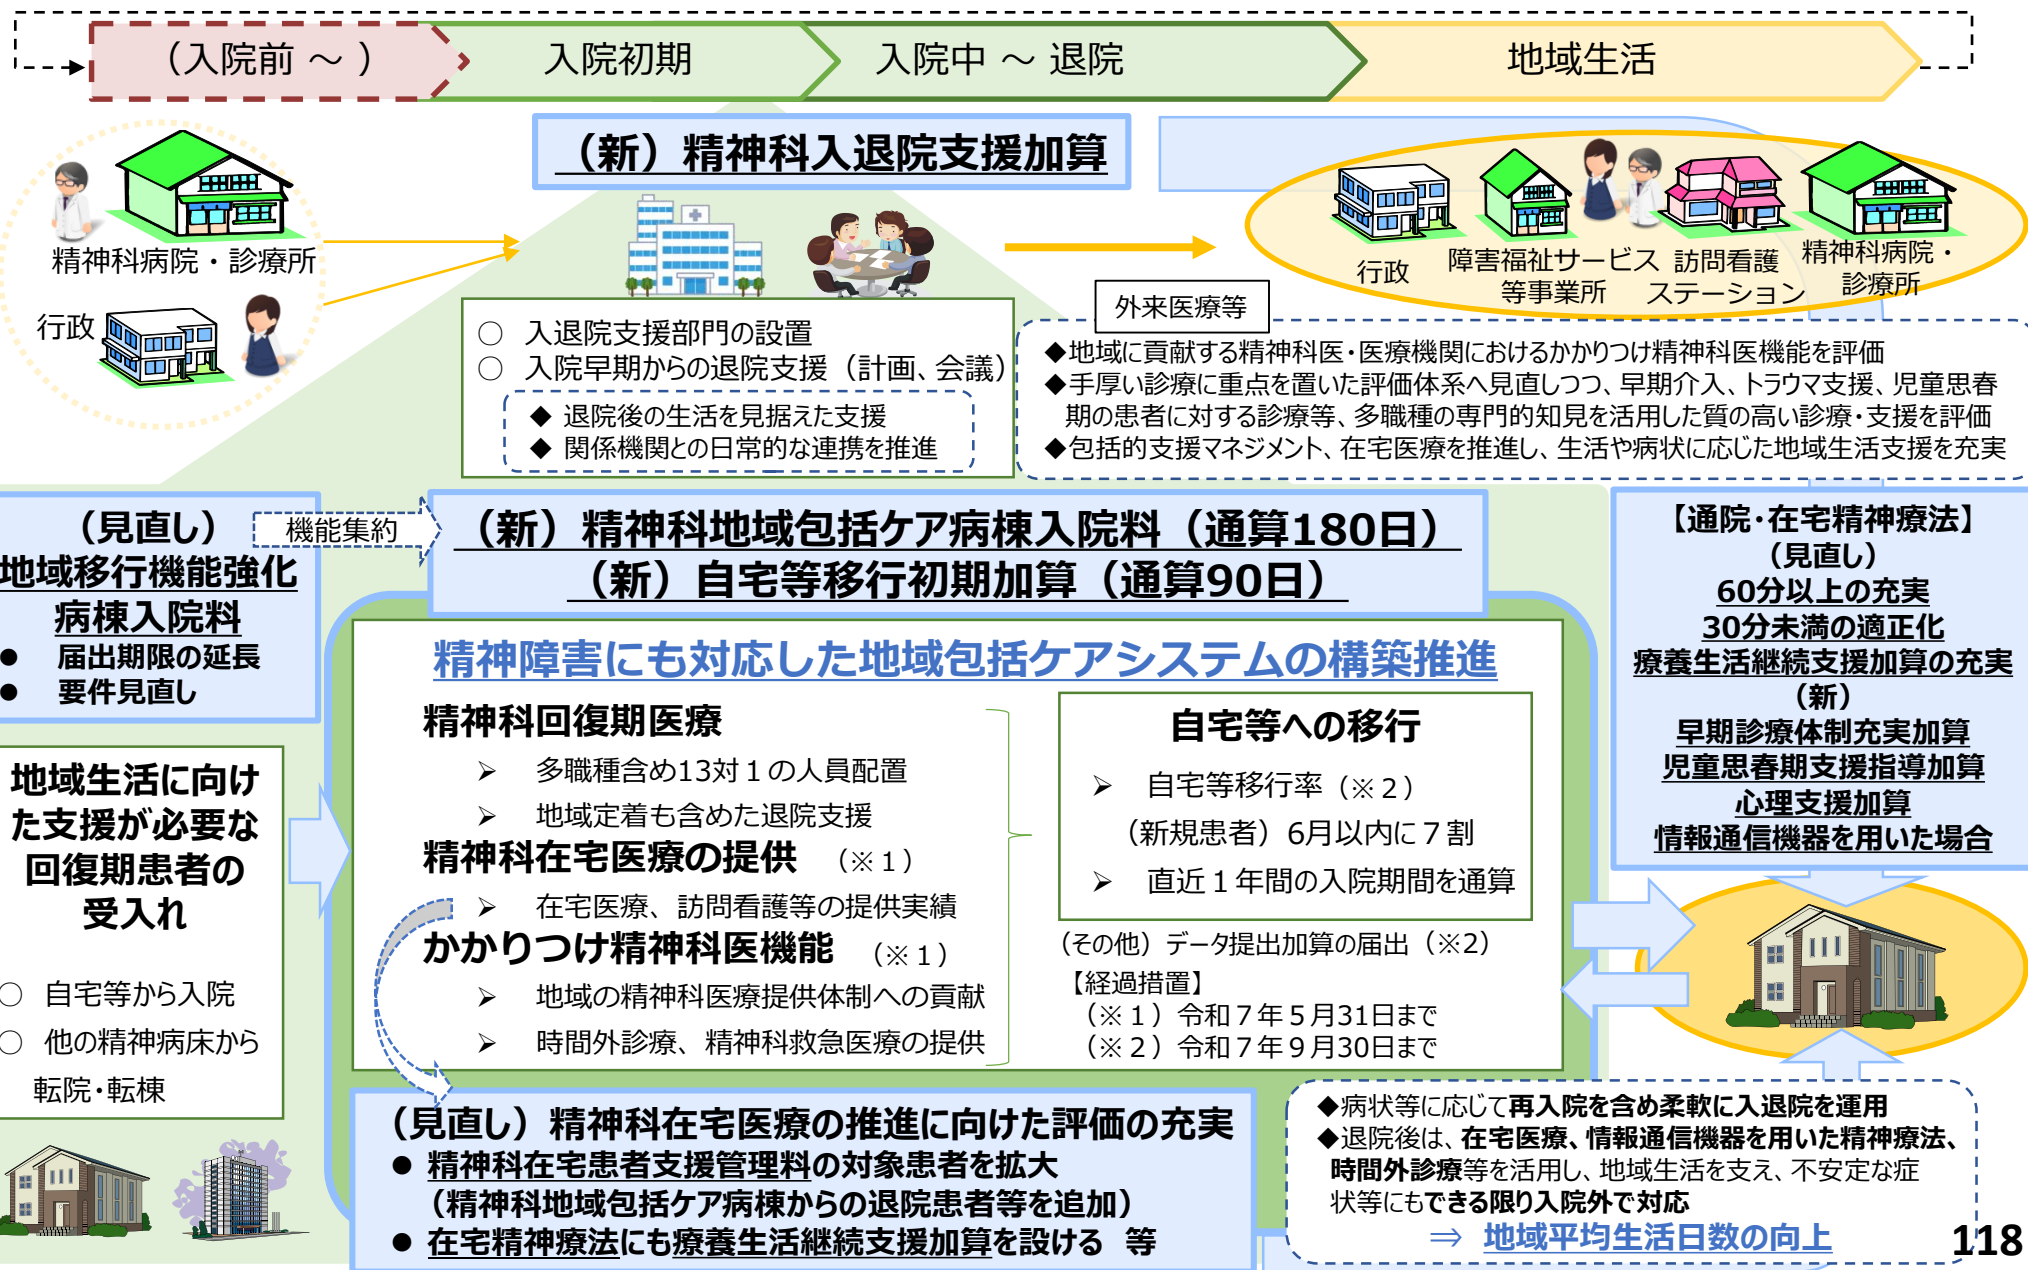 （入院前 ～ ）
入院初期
入院中 ～ 退院
地域生活
（新）精神科入退院支援加算
精神科病院・診療所
行政
○ 入退院支援部門の設置
○ 入院早期からの退院支援（計画、会議）
◆ 退院後の生活を見据えた支援
◆ 関係機関との日常的な連携を推進
行政
障害福祉サービス
等事業所
訪問看護
ステーション
精神科病院・
診療所
外来医療等
◆地域に貢献する精神科医・医療機関におけるかかりつけ精神科医機能を評価
◆手厚い診療に重点を置いた評価体系へ見直しつつ、早期介入、トラウマ支援、児童思春
期の患者に対する診療等、多職種の専門的知見を活用した質の高い診療・支援を評価
◆包括的支援マネジメント、在宅医療を推進し、生活や病状に応じた地域生活支援を充実
（見直し）
地域移行機能強化
病棟入院料
● 届出期限の延長
● 要件見直し
機能集約
（新）精神科地域包括ケア病棟入院料（通算180日）
（新）自宅等移行初期加算（通算90日）
精神障害にも対応した地域包括ケアシステムの構築推進
精神科回復期医療
➢ 多職種含め13対１の人員配置
➢ 地域定着も含めた退院支援
精神科在宅医療の提供 （※１）
➢ 在宅医療、訪問看護等の提供実績
かかりつけ精神科医機能 （※１）
➢ 地域の精神科医療提供体制への貢献
➢ 時間外診療、精神科救急医療の提供
自宅等への移行
➢ 自宅等移行率（※２）
（新規患者）6月以内に７割
➢ 直近１年間の入院期間を通算
（その他）データ提出加算の届出（※2）
【経過措置】
（※１）令和７年５月31日まで
（※２）令和７年９月30日まで
地域生活に向け
た支援が必要な
回復期患者の
受入れ
○ 自宅等から入院
○ 他の精神病床から
転院・転棟
【通院・在宅精神療法】
（見直し）
60分以上の充実
30分未満の適正化
療養生活継続支援加算の充実
（新）
早期診療体制充実加算
児童思春期支援指導加算
心理支援加算
情報通信機器を用いた場合
（見直し）精神科在宅医療の推進に向けた評価の充実
● 精神科在宅患者支援管理料の対象患者を拡大
（精神科地域包括ケア病棟からの退院患者等を追加）
● 在宅精神療法にも療養生活継続支援加算を設ける 等
◆病状等に応じて再入院を含め柔軟に入退院を運用
◆退院後は、在宅医療、情報通信機器を用いた精神療法、
時間外診療等を活用し、地域生活を支え、不安定な症
状等にもできる限り入院外で対応
⇒ 地域平均生活日数の向上
118